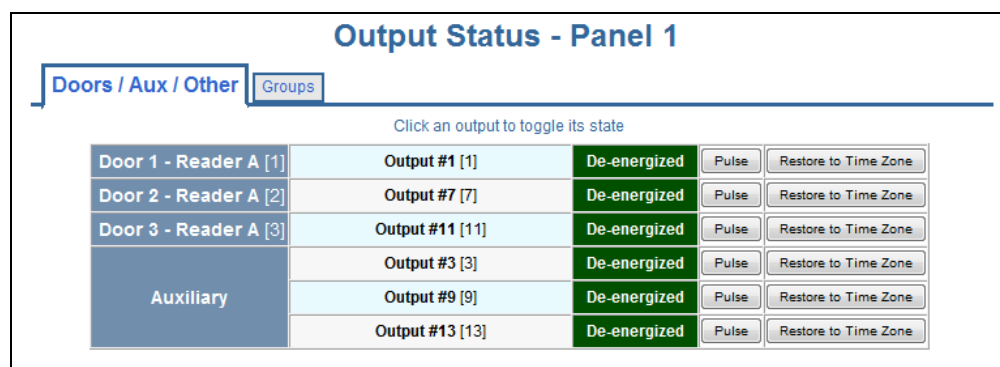 Output Status - Panel 1
Doors / Aux / Other Groups
Click an output to toggle its state
Door 1 - Reader A [1] Output #1 [1] De-energized Pulse Restore to Time Zone
Door 2 - Reader A [2] Output #7 [7] De-energized Pulse Restore to Time Zone
Door 3 - Reader A [3] Output #11 [11] De-energized Pulse Restore to Time Zone
Auxiliary
Output #3 [3] De-energized Pulse Restore to Time Zone
Output #9 [9] De-energized Pulse Restore to Time Zone
Output #13 [13] De-energized Pulse Restore to Time Zone